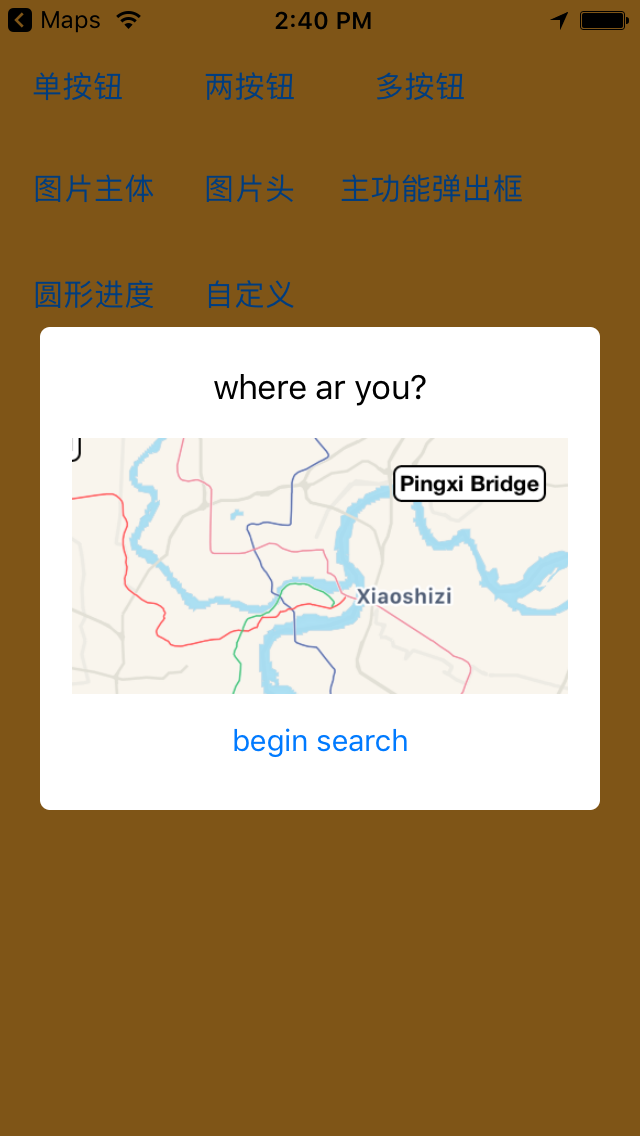 Maps 2:40 PM
单按钮 两按钮 多按钮
图片主体 图片头 主功能弹出框
圆形进度 自定义
where ar you?
Pingxi Bridge
Xiaoshizi
begin search